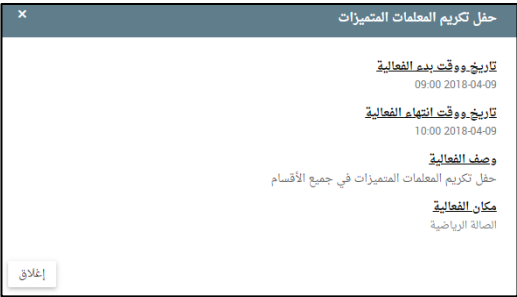 حفل تكريم المعلمات المتميزات ×
تاريخ ووقت بدء الفعالية
09:00 2018-04-09
تاريخ ووقت انتهاء الفعالية
10:00 2018-04-09
وصف الفعالية
حفل تكريم المعلمات المتميزات في جميع الأقسام
مكان الفعالية
الصالة الرياضية
إغلاق